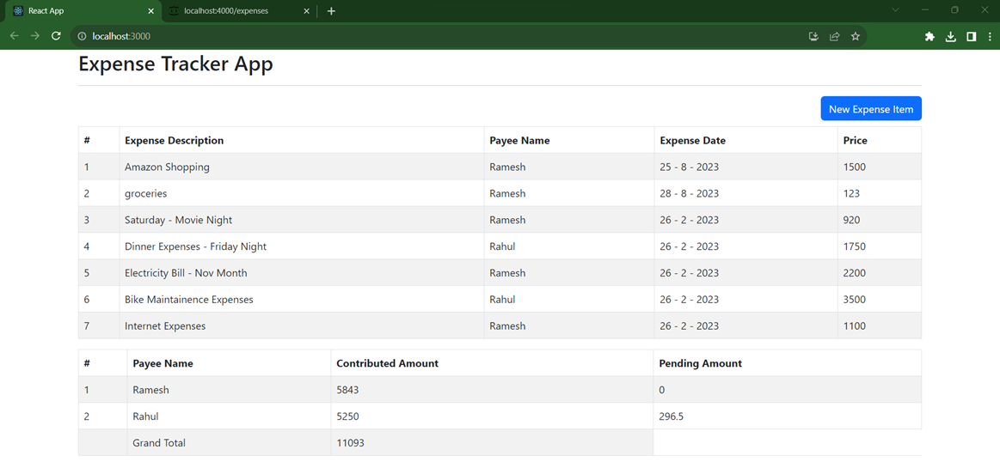 React App localhost:4000/expenses
localhost:3000
Expense Tracker App
New Expense Item
# Expense Description Payee Name Expense Date Price
1 Amazon Shopping Ramesh 25 - 8 - 2023 1500
2 groceries Ramesh 28 - 8 - 2023 123
3 Saturday - Movie Night Ramesh 26 - 2 - 2023 920
4 Dinner Expenses - Friday Night Rahul 26 - 2 - 2023 1750
5 Electricity Bill - Nov Month Ramesh 26 - 2 - 2023 2200
6 Bike Maintainence Expenses Rahul 26 - 2 - 2023 3500
7 Internet Expenses Ramesh 26 - 2 - 2023 1100
# Payee Name Contributed Amount Pending Amount
1 Ramesh 5843 0
2 Rahul 5250 296.5
Grand Total 11093